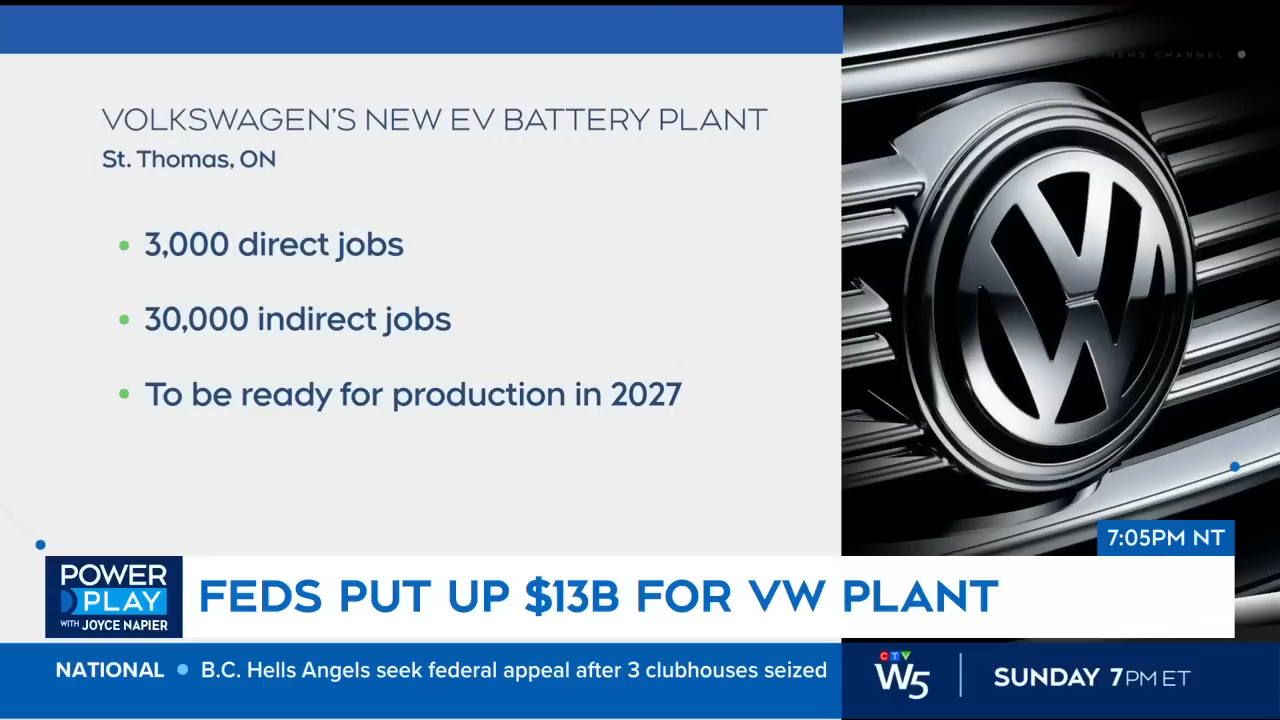 NEWS CHANNEL
VOLKSWAGEN'S NEW EV BATTERY PLANT
St. Thomas, ON
• 3,000 direct jobs
• 30,000 indirect jobs
• To be ready for production in 2027
7:05PM NT
POWER
PLAY
WITH JOYCE NAPIER
FEDS PUT UP $13B FOR VW PLANT
NATIONAL • B.C. Hells Angels seek federal appeal after 3 clubhouses seized
CTV
W5
SUNDAY 7PM ET